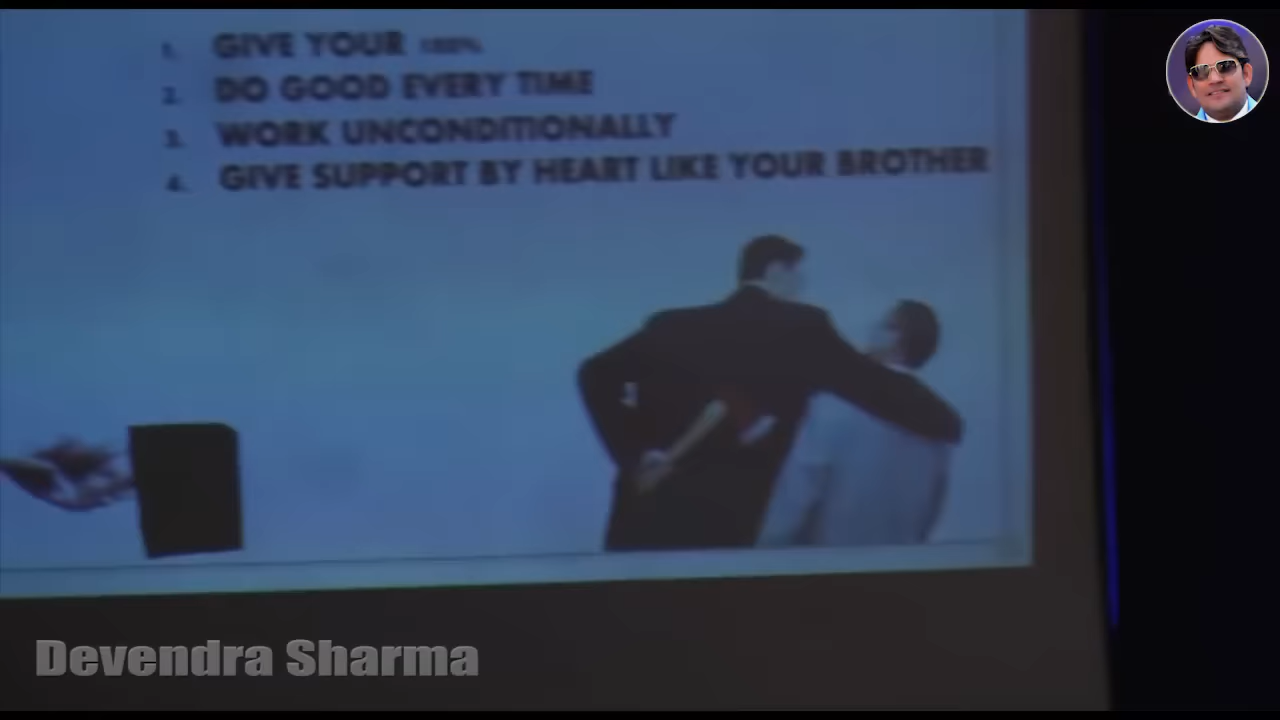 1. GIVE YOUR 100%
2. DO GOOD EVERY TIME
3. WORK UNCONDITIONALLY
4. GIVE SUPPORT BY HEART LIKE YOUR BROTHER
Devendra Sharma